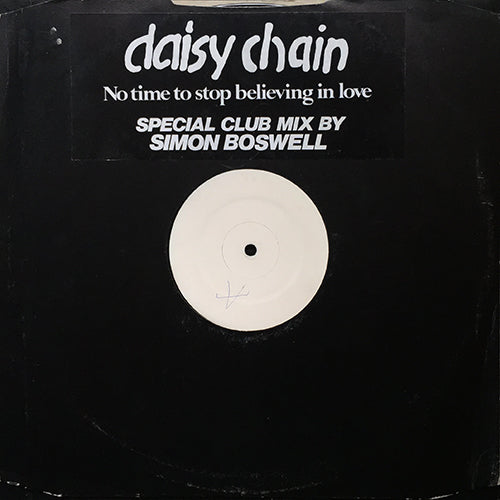 daisy chain
No time to stop believing in love
SPECIAL CLUB MIX BY
SIMON BOSWELL
A